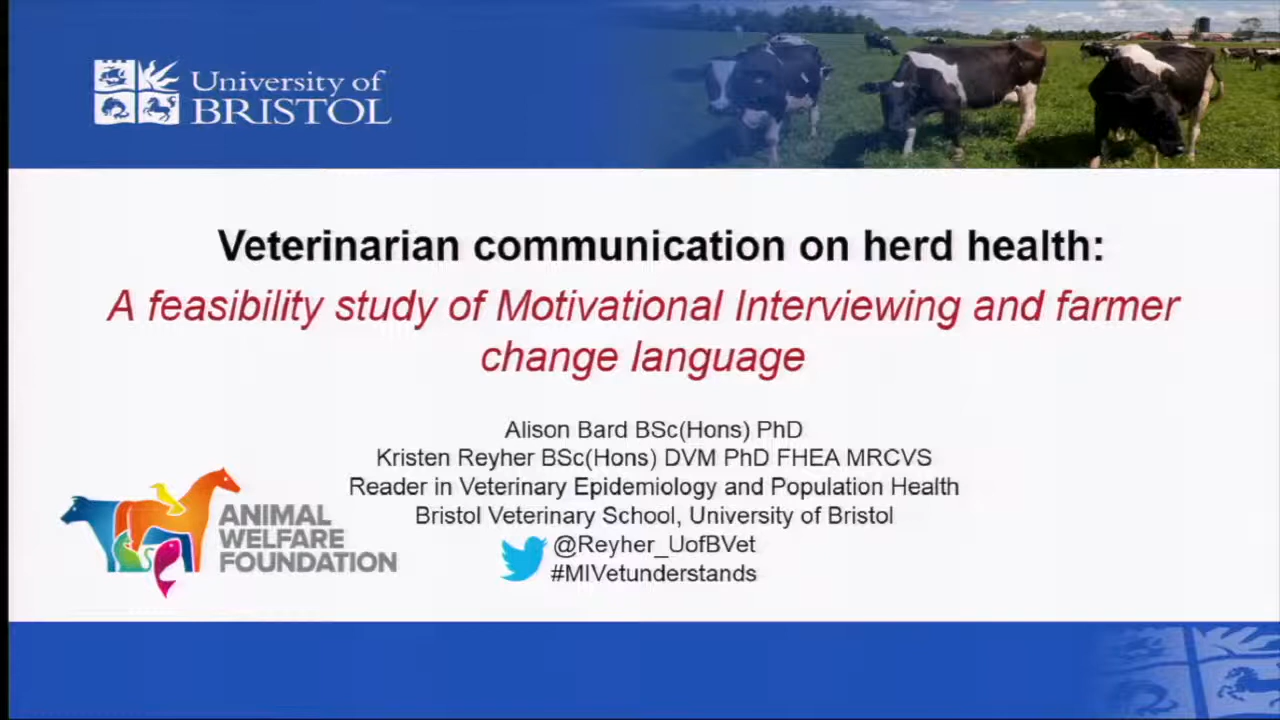 University of
BRISTOL
Veterinarian communication on herd health:
A feasibility study of Motivational Interviewing and farmer
change language
Alison Bard BSc(Hons) PhD
Kristen Reyher BSc(Hons) DVM PhD FHEA MRCVS
Reader in Veterinary Epidemiology and Population Health
Bristol Veterinary School, University of Bristol
@Reyher_UofBVet
#MIVetunderstands
ANIMAL
WELFARE
FOUNDATION